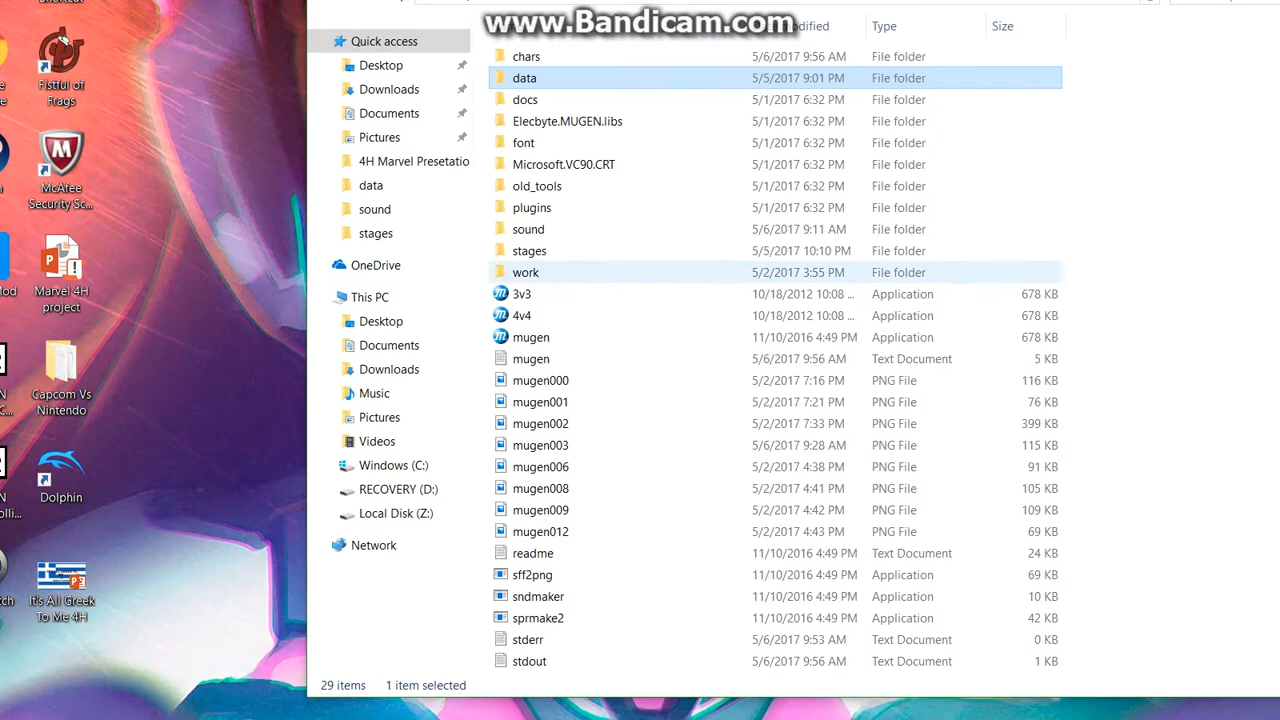 www.Bandicam.com
Type
Size
Quick access
Desktop
Downloads
Documents
Pictures
4H Marvel Presetatio
data
sound
stages
OneDrive
This PC
Desktop
Documents
Downloads
Music
Pictures
Videos
Windows (C:)
RECOVERY (D:)
Local Disk (Z:)
Network
chars 5/6/2017 9:56 AM File folder
data 5/5/2017 9:01 PM File folder
docs 5/1/2017 6:32 PM File folder
Elecbyte.MUGEN.libs 5/1/2017 6:32 PM File folder
font 5/1/2017 6:32 PM File folder
Microsoft.VC90.CRT 5/1/2017 6:32 PM File folder
old_tools 5/1/2017 6:32 PM File folder
plugins 5/1/2017 6:32 PM File folder
sound 5/6/2017 9:11 AM File folder
stages 5/5/2017 10:10 PM File folder
work 5/2/2017 3:55 PM File folder
3v3 10/18/2012 10:08 ... Application 678 KB
4v4 10/18/2012 10:08 ... Application 678 KB
mugen 11/10/2016 4:49 PM Application 678 KB
mugen 5/6/2017 9:56 AM Text Document 5 KB
mugen000 5/2/2017 7:16 PM PNG File 116 KB
mugen001 5/2/2017 7:21 PM PNG File 76 KB
mugen002 5/2/2017 7:33 PM PNG File 399 KB
mugen003 5/6/2017 9:28 AM PNG File 115 KB
mugen006 5/2/2017 4:38 PM PNG File 91 KB
mugen008 5/2/2017 4:41 PM PNG File 105 KB
mugen009 5/2/2017 4:42 PM PNG File 109 KB
mugen012 5/2/2017 4:43 PM PNG File 69 KB
readme 11/10/2016 4:49 PM Text Document 24 KB
sff2png 11/10/2016 4:49 PM Application 69 KB
sndmaker 11/10/2016 4:49 PM Application 10 KB
sprmake2 11/10/2016 4:49 PM Application 42 KB
stderr 5/6/2017 9:53 AM Text Document 0 KB
stdout 5/6/2017 9:56 AM Text Document 1 KB
29 items 1 item selected
Fistful of
Frags
McAfee
Security Sc...
Marvel 4H
project
Capcom Vs
Nintendo
Dolphin
It's All Greek
To Me 4H